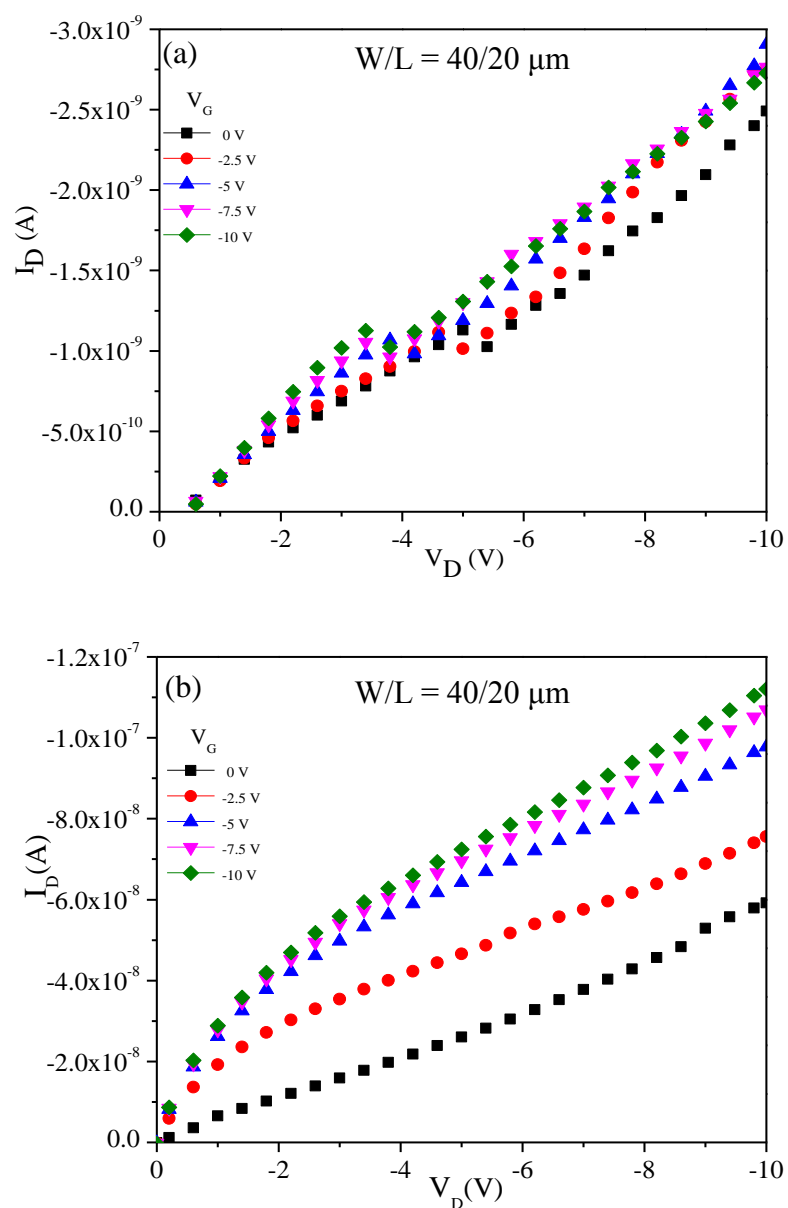 (a)
W/L = 40/20 μm
V_G
0 V
-2.5 V
-5 V
-7.5 V
-10 V
-3.0x10^-9
-2.5x10^-9
-2.0x10^-9
-1.5x10^-9
-1.0x10^-9
-5.0x10^-10
0.0
I_D (A)
0 -2 -4 -6 -8 -10
V_D (V)
(b)
W/L = 40/20 μm
V_G
0 V
-2.5 V
-5 V
-7.5 V
-10 V
-1.2x10^-7
-1.0x10^-7
-8.0x10^-8
-6.0x10^-8
-4.0x10^-8
-2.0x10^-8
0.0
I_D(A)
0 -2 -4 -6 -8 -10
V_D(V)